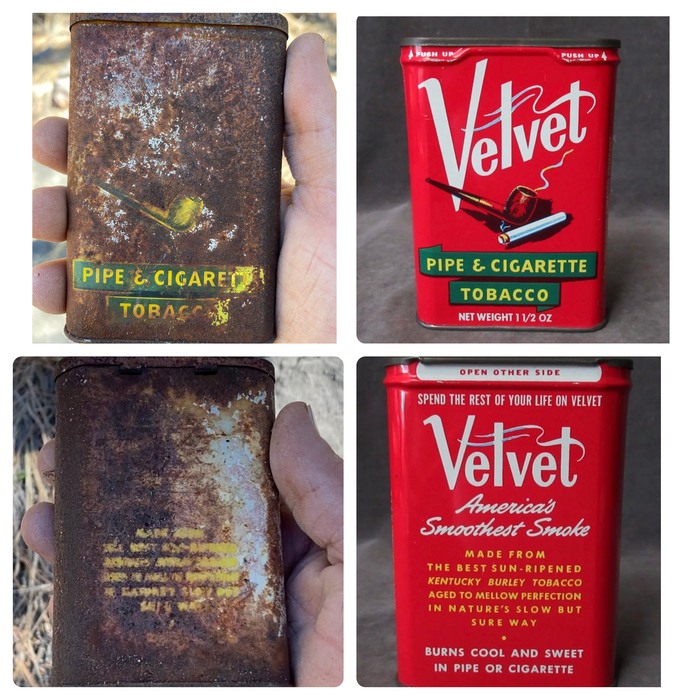 PIPE & CIGARET
TOBACC
PUSH UP PUSH UP
Velvet
PIPE & CIGARETTE
TOBACCO
NET WEIGHT 1 1/2 OZ
OPEN OTHER SIDE
SPEND THE REST OF YOUR LIFE ON VELVET
Velvet
America's
Smoothest Smoke
MADE FROM
THE BEST SUN-RIPENED
KENTUCKY BURLEY TOBACCO
AGED TO MELLOW PERFECTION
IN NATURE'S SLOW BUT
SURE WAY
BURNS COOL AND SWEET
IN PIPE OR CIGARETTE